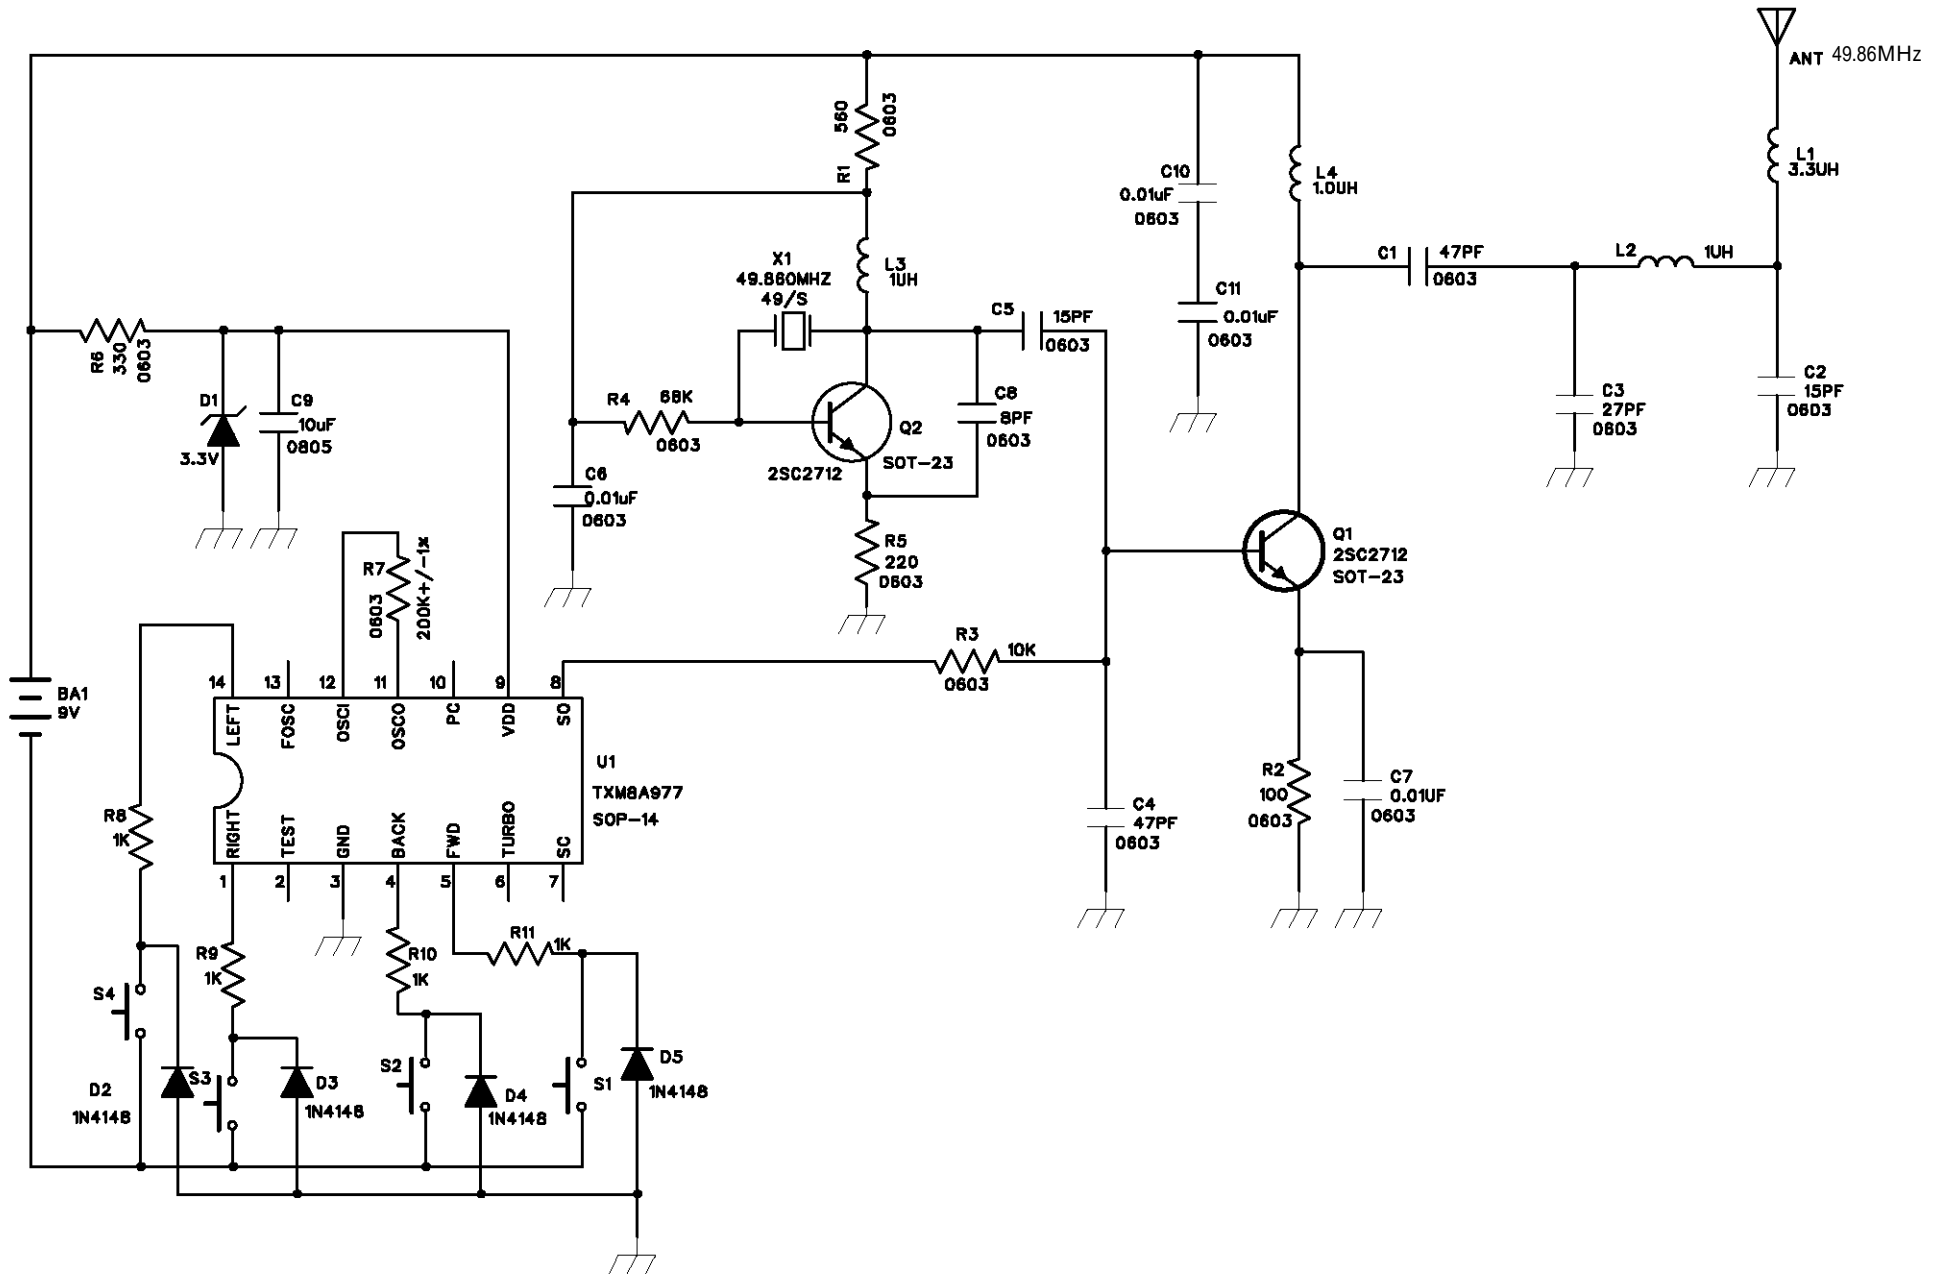 ANT 49.86MHz
560
0603
R1
L1
3.3UH
C10
0.01uF
0603
L4
1.0UH
X1
49.860MHZ
49/S
L3
1UH
C1
47PF
0603
L2
1UH
C5
15PF
0603
C11
0.01uF
0603
R6
330
0603
D1
3.3V
C9
10uF
0805
R4
68K
0603
Q2
2SC2712
SOT-23
C8
8PF
0603
C3
27PF
0603
C2
15PF
0603
C6
0.01uF
0603
R5
220
0603
Q1
2SC2712
SOT-23
R7
0603
200K+/-1%
R3
10K
0603
BA1
9V
14
13
12
11
10
9
8
LEFT
FOSC
OSCI
OSCO
PC
VDD
SO
U1
TXM8A977
SOP-14
RIGHT
TEST
GND
BACK
FWD
TURBO
SC
1
2
3
4
5
6
7
R8
1K
R2
100
0603
C7
0.01UF
0603
C4
47PF
0603
R9
1K
R10
1K
R11
1K
S4
S3
S2
S1
D2
1N4148
D3
1N4148
D4
1N4148
D5
1N4148